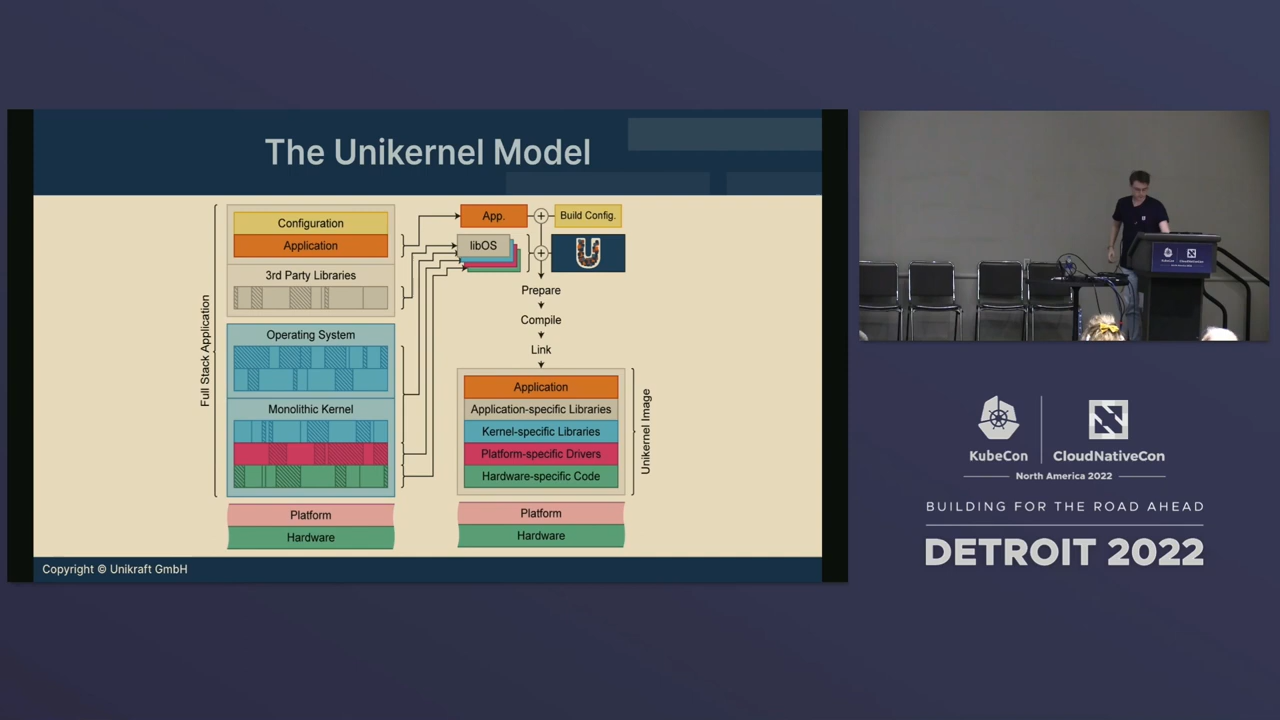 The Unikernel Model
Full Stack Application
Configuration
Application
3rd Party Libraries
Operating System
Monolithic Kernel
Platform
Hardware
App.
+
Build Config.
libOS
+
U
Prepare
Compile
Link
Application
Application-specific Libraries
Kernel-specific Libraries
Platform-specific Drivers
Hardware-specific Code
Unikernel Image
Platform
Hardware
Copyright © Unikraft GmbH
KubeCon
CloudNativeCon
KubeCon
CloudNativeCon
North America 2022
BUILDING FOR THE ROAD AHEAD
DETROIT 2022